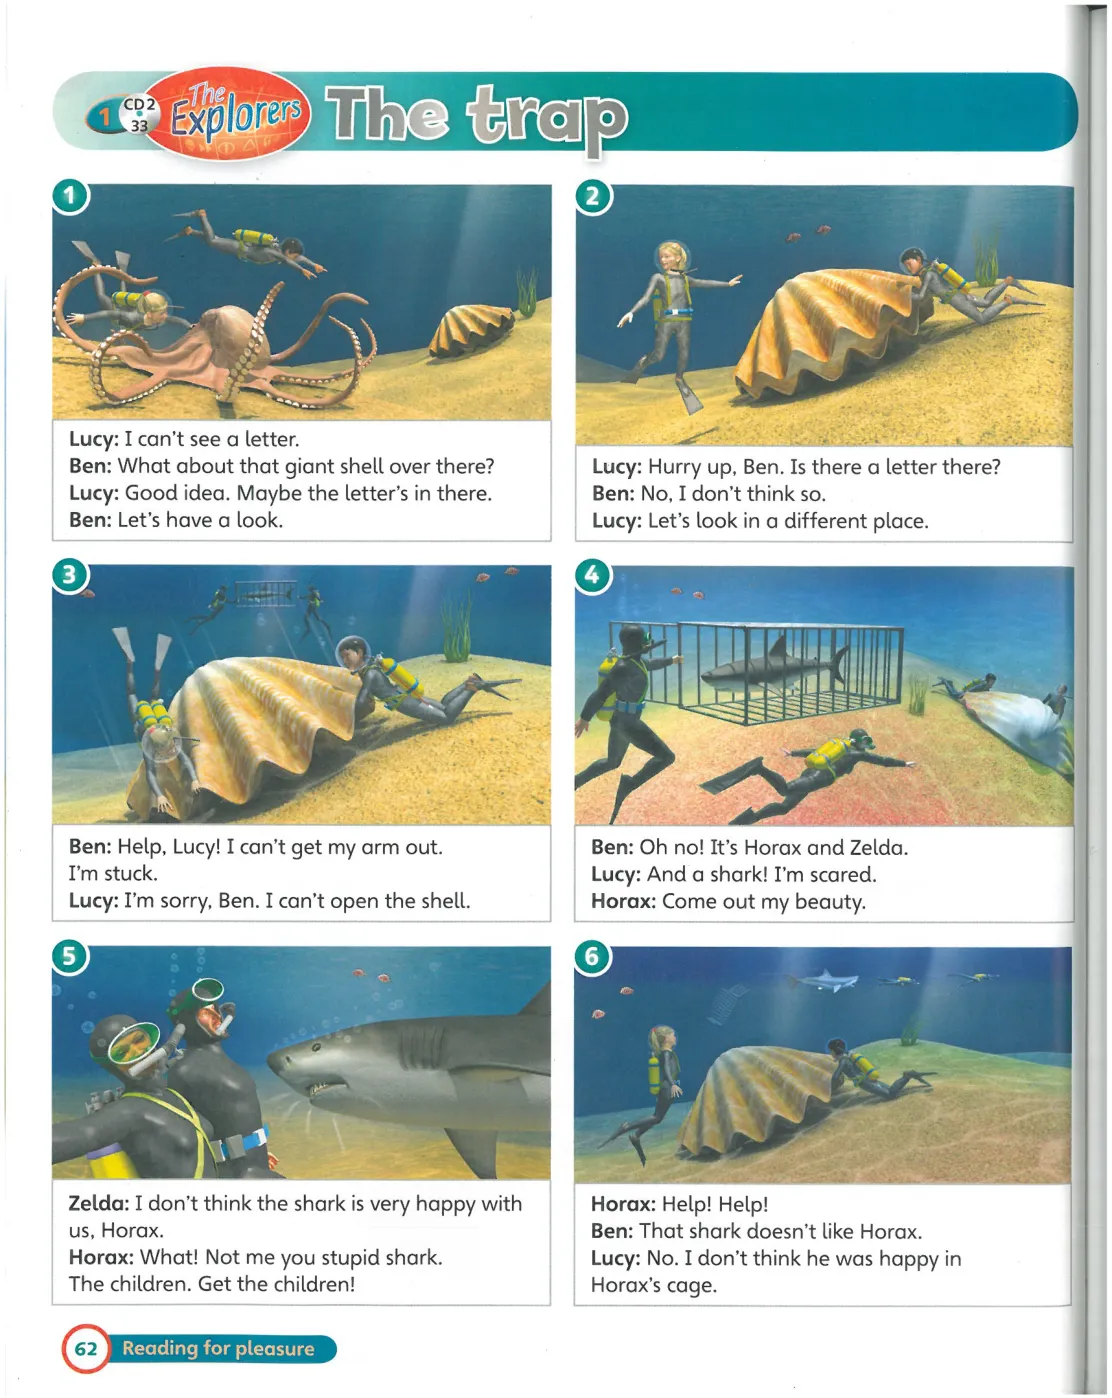 1 CD2 33 The Explorers The trap
1
Lucy: I can't see a letter.
Ben: What about that giant shell over there?
Lucy: Good idea. Maybe the letter's in there.
Ben: Let's have a look.
2
Lucy: Hurry up, Ben. Is there a letter there?
Ben: No, I don't think so.
Lucy: Let's look in a different place.
3
Ben: Help, Lucy! I can't get my arm out.
I'm stuck.
Lucy: I'm sorry, Ben. I can't open the shell.
4
Ben: Oh no! It's Horax and Zelda.
Lucy: And a shark! I'm scared.
Horax: Come out my beauty.
5
Zelda: I don't think the shark is very happy with
us, Horax.
Horax: What! Not me you stupid shark.
The children. Get the children!
6
Horax: Help! Help!
Ben: That shark doesn't like Horax.
Lucy: No. I don't think he was happy in
Horax's cage.
62 Reading for pleasure